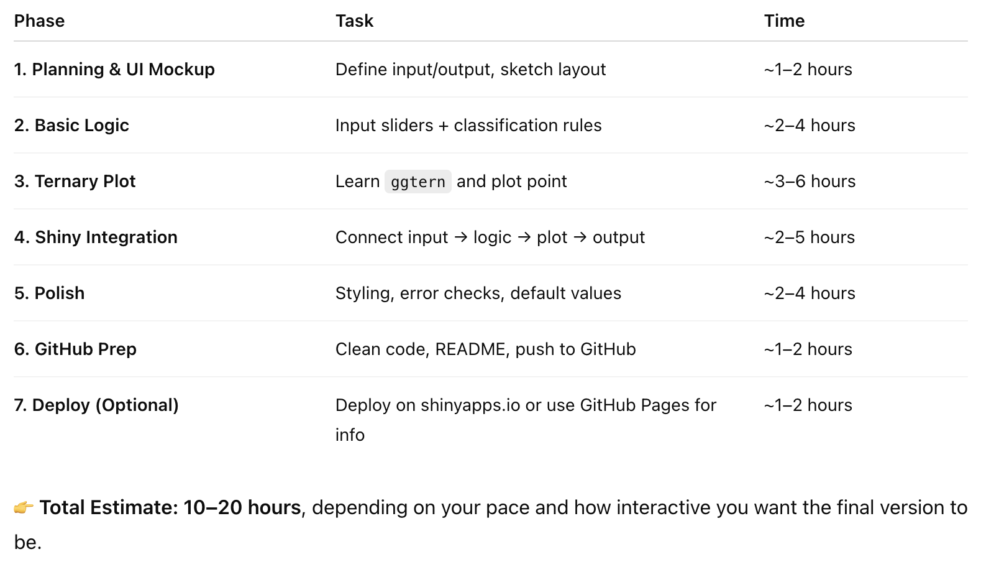 Phase Task Time
1. Planning & UI Mockup Define input/output, sketch layout ~1–2 hours
2. Basic Logic Input sliders + classification rules ~2–4 hours
3. Ternary Plot Learn ggtern and plot point ~3–6 hours
4. Shiny Integration Connect input → logic → plot → output ~2–5 hours
5. Polish Styling, error checks, default values ~2–4 hours
6. GitHub Prep Clean code, README, push to GitHub ~1–2 hours
7. Deploy (Optional) Deploy on shinyapps.io or use GitHub Pages for ~1–2 hours
info
👉 Total Estimate: 10–20 hours, depending on your pace and how interactive you want the final version to
be.